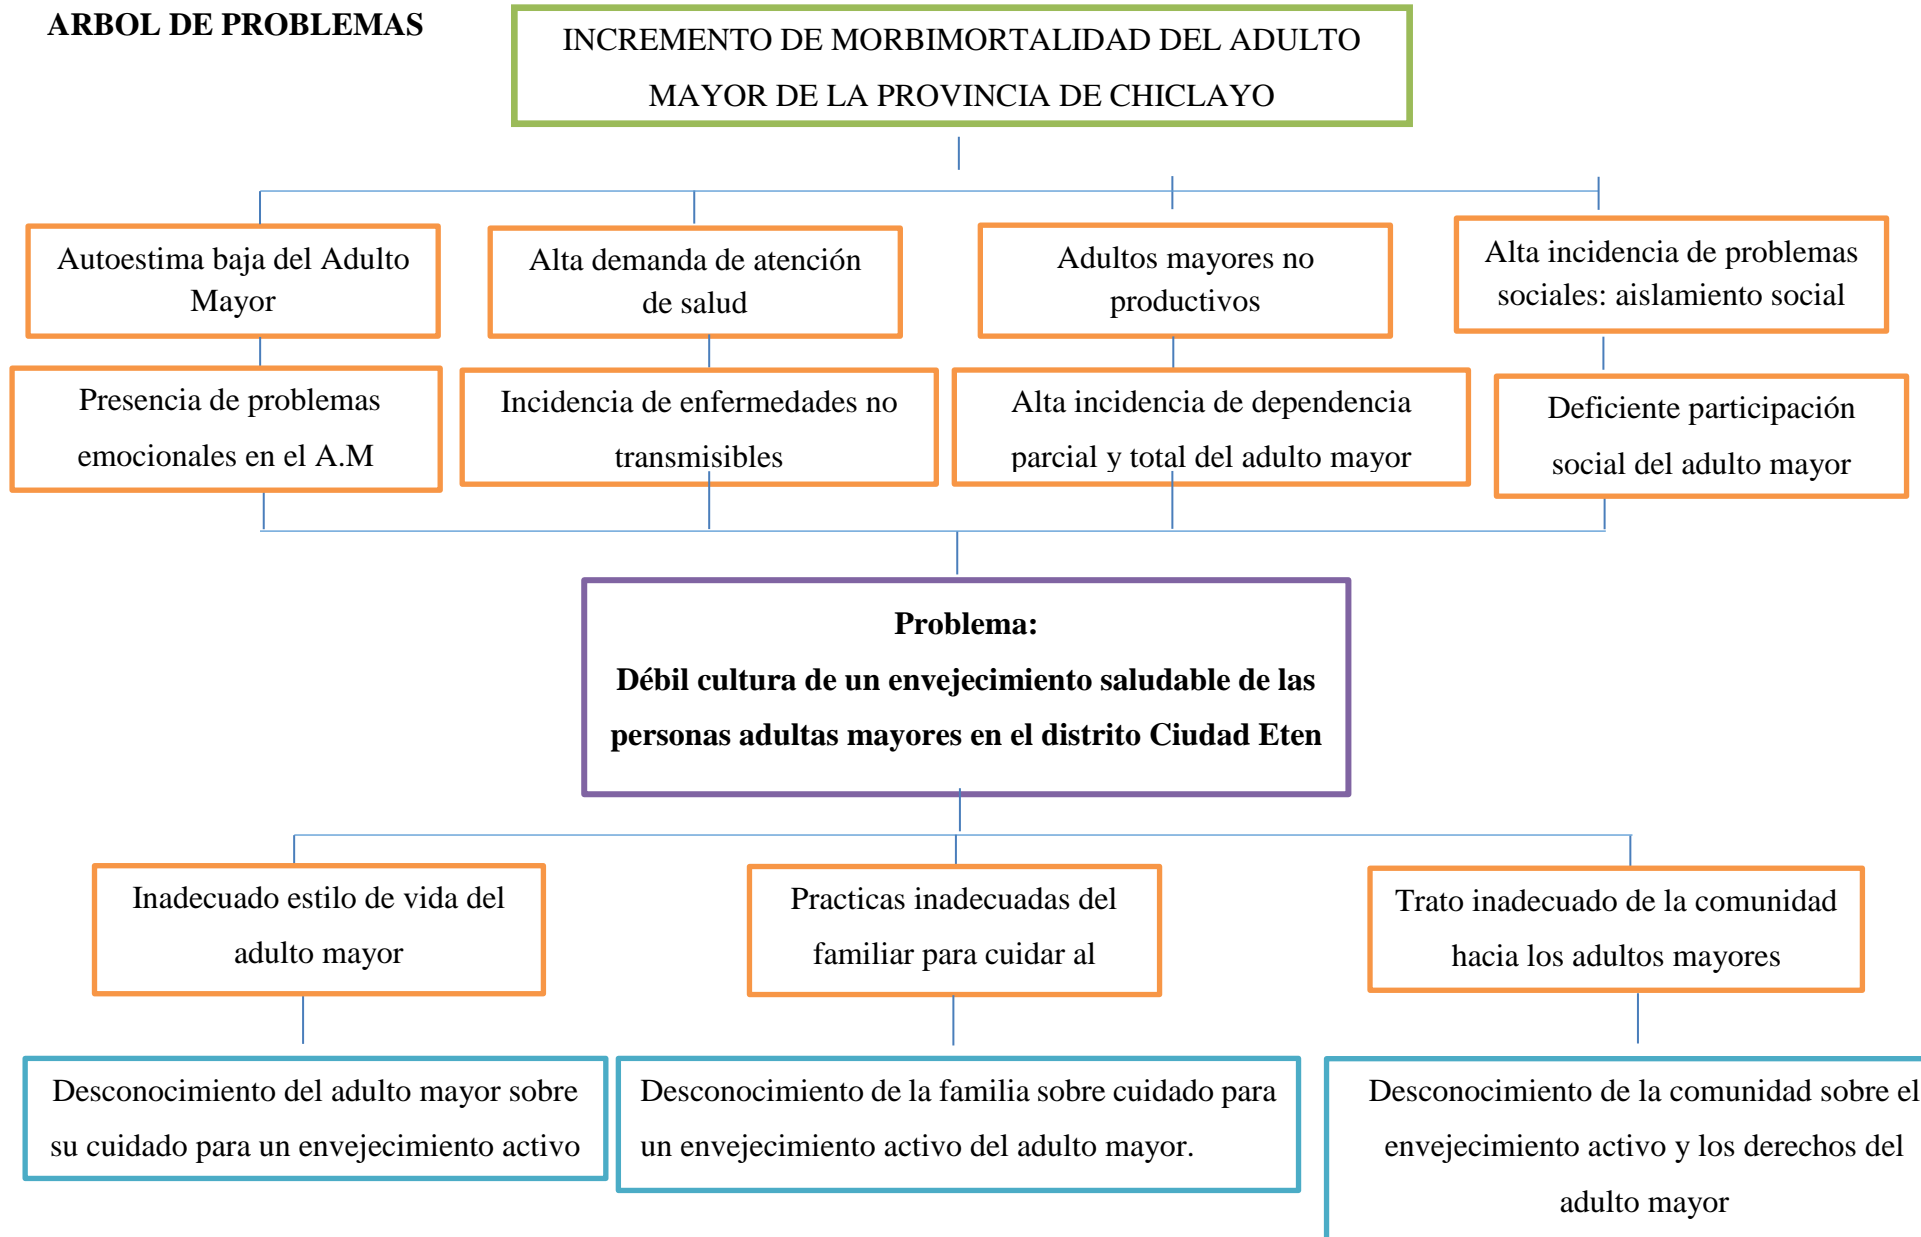 ARBOL DE PROBLEMAS
INCREMENTO DE MORBIMORTALIDAD DEL ADULTO
MAYOR DE LA PROVINCIA DE CHICLAYO
Autoestima baja del Adulto
Mayor
Alta demanda de atención
de salud
Adultos mayores no
productivos
Alta incidencia de problemas
sociales: aislamiento social
Presencia de problemas
emocionales en el A.M
Incidencia de enfermedades no
transmisibles
Alta incidencia de dependencia
parcial y total del adulto mayor
Deficiente participación
social del adulto mayor
Problema:
Débil cultura de un envejecimiento saludable de las
personas adultas mayores en el distrito Ciudad Eten
Inadecuado estilo de vida del
adulto mayor
Practicas inadecuadas del
familiar para cuidar al
Trato inadecuado de la comunidad
hacia los adultos mayores
Desconocimiento del adulto mayor sobre
su cuidado para un envejecimiento activo
Desconocimiento de la familia sobre cuidado para
un envejecimiento activo del adulto mayor.
Desconocimiento de la comunidad sobre el
envejecimiento activo y los derechos del
adulto mayor